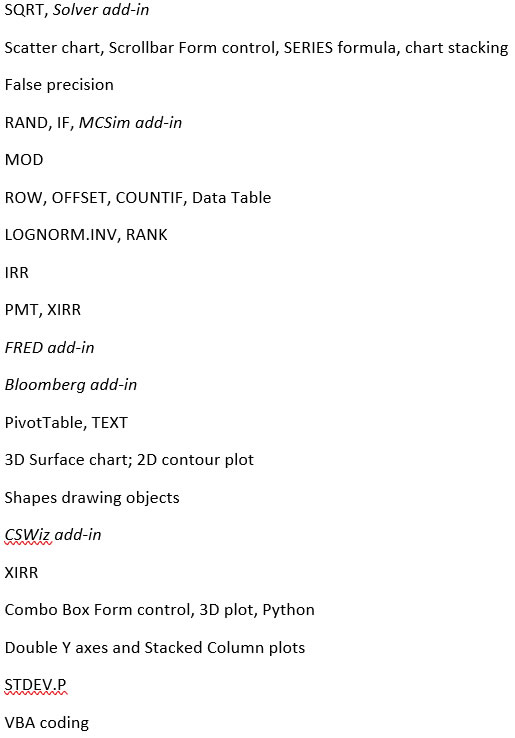 SQRT, Solver add-in
Scatter chart, Scrollbar Form control, SERIES formula, chart stacking
False precision
RAND, IF, MCSim add-in
MOD
ROW, OFFSET, COUNTIF, Data Table
LOGNORM.INV, RANK
IRR
PMT, XIRR
FRED add-in
Bloomberg add-in
PivotTable, TEXT
3D Surface chart; 2D contour plot
Shapes drawing objects
CSWiz add-in
XIRR
Combo Box Form control, 3D plot, Python
Double Y axes and Stacked Column plots
STDEV.P
VBA coding